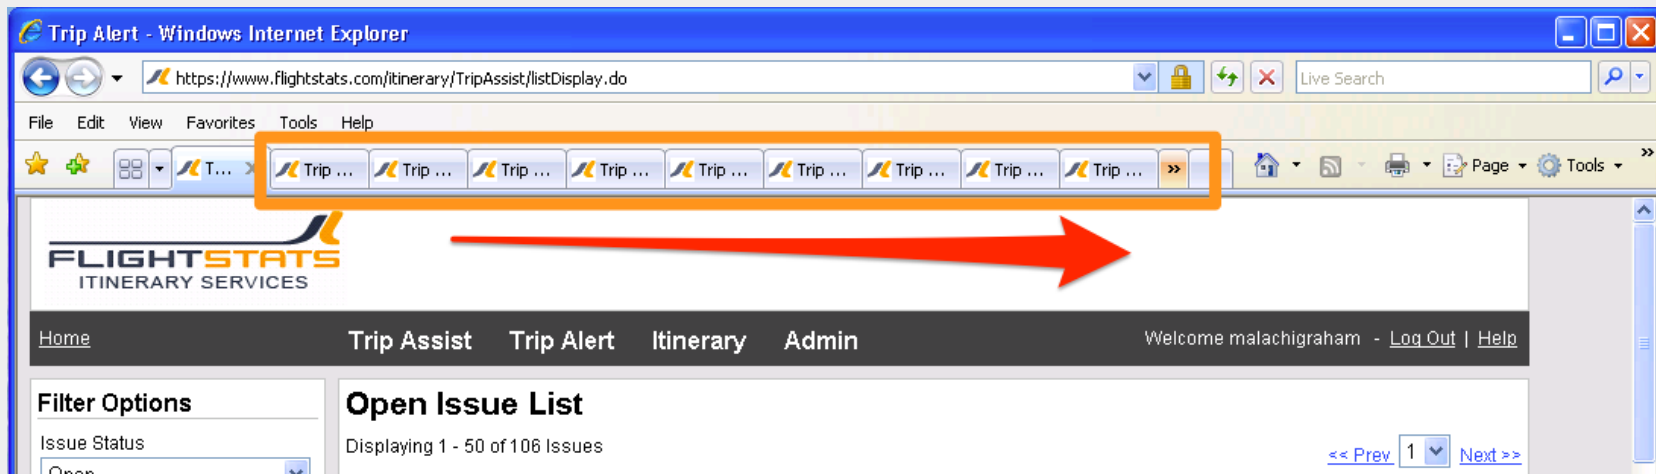 Trip Alert - Windows Internet Explorer
https://www.flightstats.com/itinerary/TripAssist/listDisplay.do
Live Search
File Edit View Favorites Tools Help
T... Trip ... Trip ... Trip ... Trip ... Trip ... Trip ... Trip ... Trip ... Trip ... » Page Tools »
FLIGHTSTATS
ITINERARY SERVICES
Home Trip Assist Trip Alert Itinerary Admin Welcome malachigraham - Log Out | Help
Filter Options
Open Issue List
Issue Status
Displaying 1 - 50 of 106 Issues
Open
<< Prev 1 Next >>